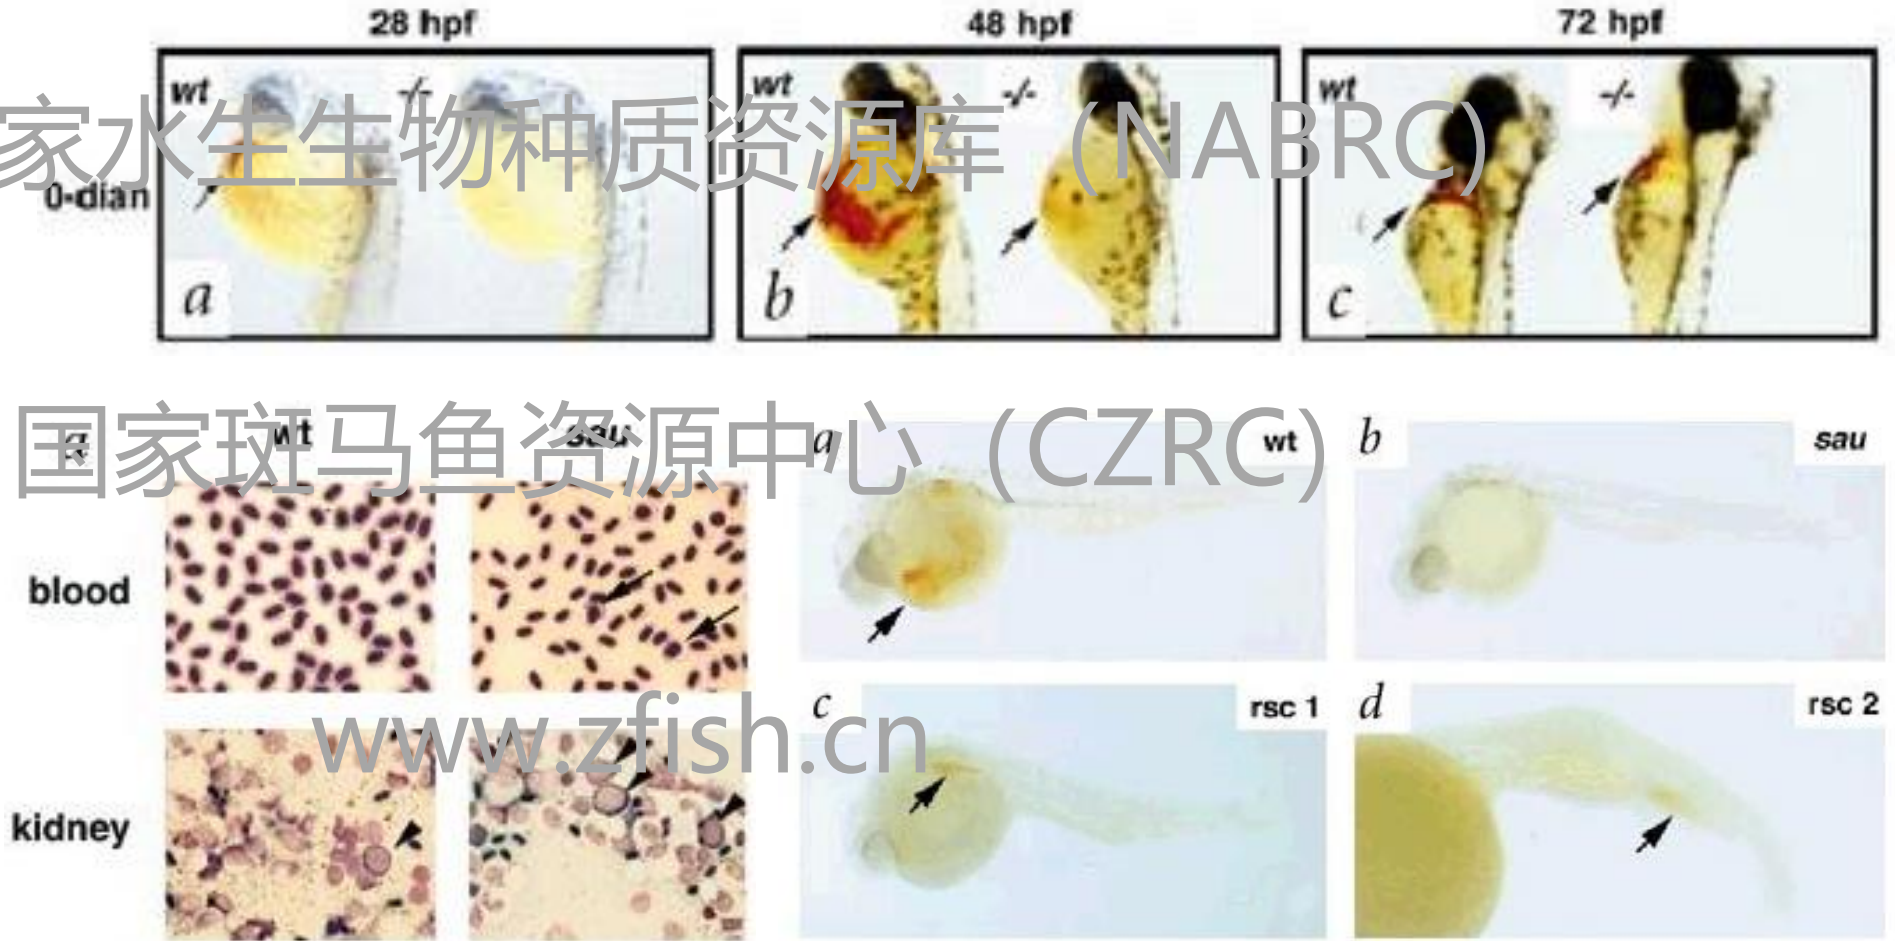 28 hpf 48 hpf 72 hpf
wt -/- wt -/- wt -/-
家水生生物种质资源库（NABRC)
0-dian
a b c
国家斑马鱼资源中心（CZRC)
a wt sau a wt b sau
blood
c rsc 1 d rsc 2
www.zfish.cn
kidney